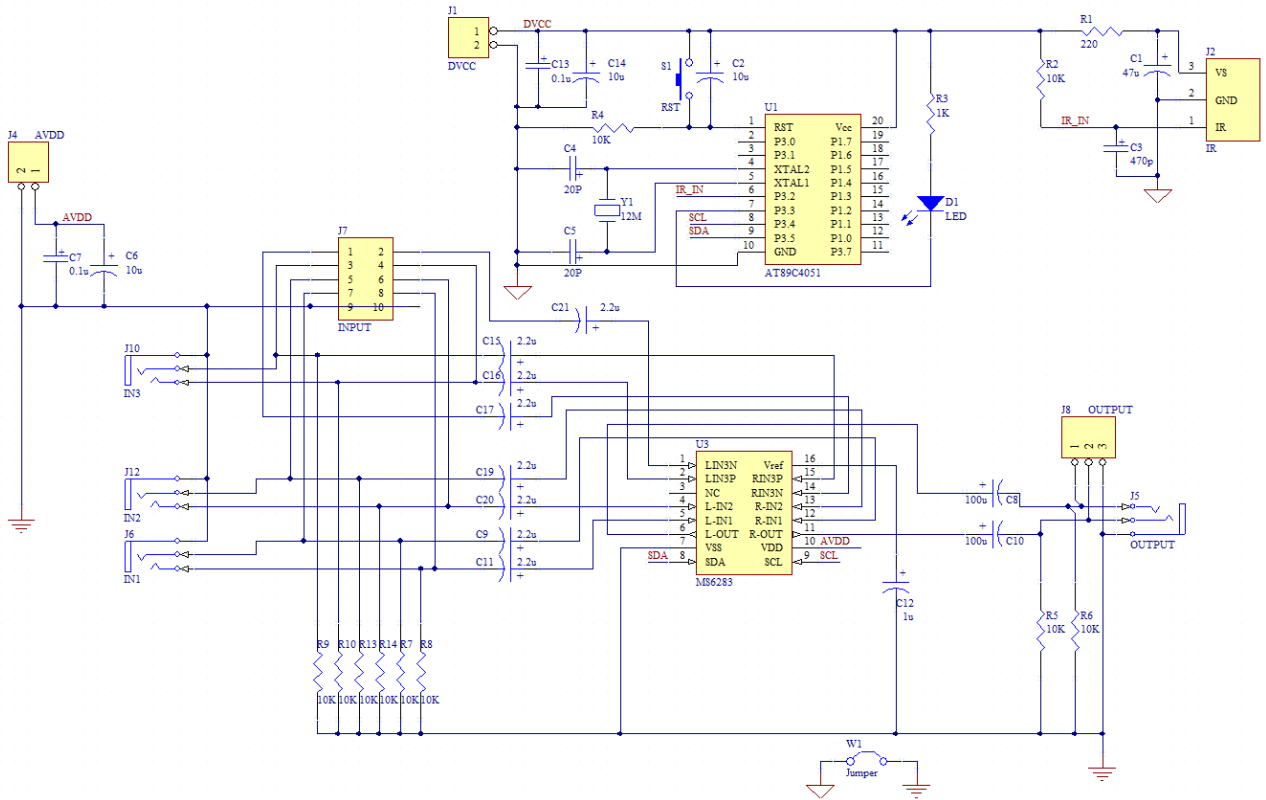 J1
DVCC
1
2
DVCC
C13
0.1u
C14
10u
S1
RST
C2
10u
R1
220
R2
10K
C1
47u
J2
3 VS
2 GND
1 IR
IR
IR_IN
C3
470p
R3
1K
D1
LED
R4
10K
C4
20P
Y1
12M
C5
20P
U1
1 RST Vcc 20
2 P3.0 P1.7 19
3 P3.1 P1.6 18
4 XTAL2 P1.5 17
5 XTAL1 P1.4 16
IR_IN 6 P3.2 P1.3 15
7 P3.3 P1.2 14
SCL 8 P3.4 P1.1 13
SDA 9 P3.5 P1.0 12
10 GND P3.7 11
AT89C4051
J4 AVDD
2 1
AVDD
C7
0.1u
C6
10u
J7
1 2
3 4
5 6
7 8
9 10
INPUT
C21 2.2u
C15 2.2u
C16 2.2u
C17 2.2u
C19 2.2u
C20 2.2u
C9 2.2u
C11 2.2u
J10
IN3
J12
IN2
J6
IN1
U3
1 LIN3N Vref 16
2 LIN3P RIN3P 15
3 NC RIN3N 14
4 L-IN2 R-IN2 13
5 L-IN1 R-IN1 12
6 L-OUT R-OUT 11
7 VSS VDD 10 AVDD
SDA 8 SDA SCL 9 SCL
MS6283
C12
1u
J8 OUTPUT
1 2 3
100u C8
100u C10
J5
OUTPUT
R5
10K
R6
10K
R9 R10 R13 R14 R7 R8
10K 10K 10K 10K 10K 10K
W1
Jumper